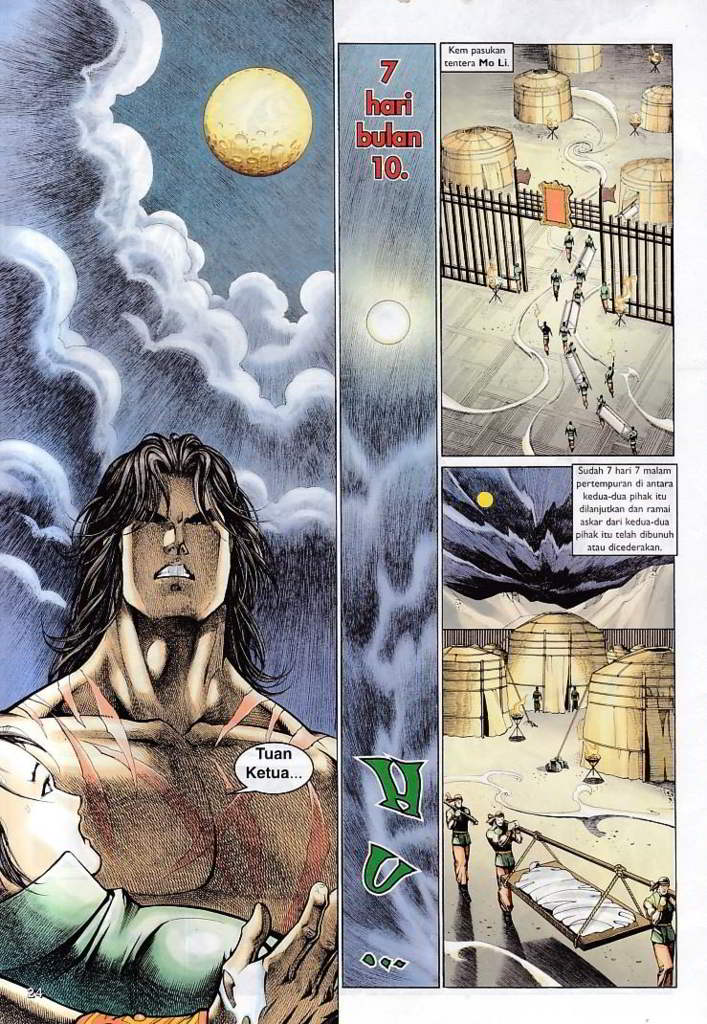 Tuan
Ketua...
24
7
hari
bulan
10.
HU...
Kem pasukan
tentera Mo Li.
Sudah 7 hari 7 malam
pertempuran di antara
kedua-dua pihak itu
dilanjutkan dan ramai
askar dari kedua-dua
pihak itu telah dibunuh
atau dicederakan.